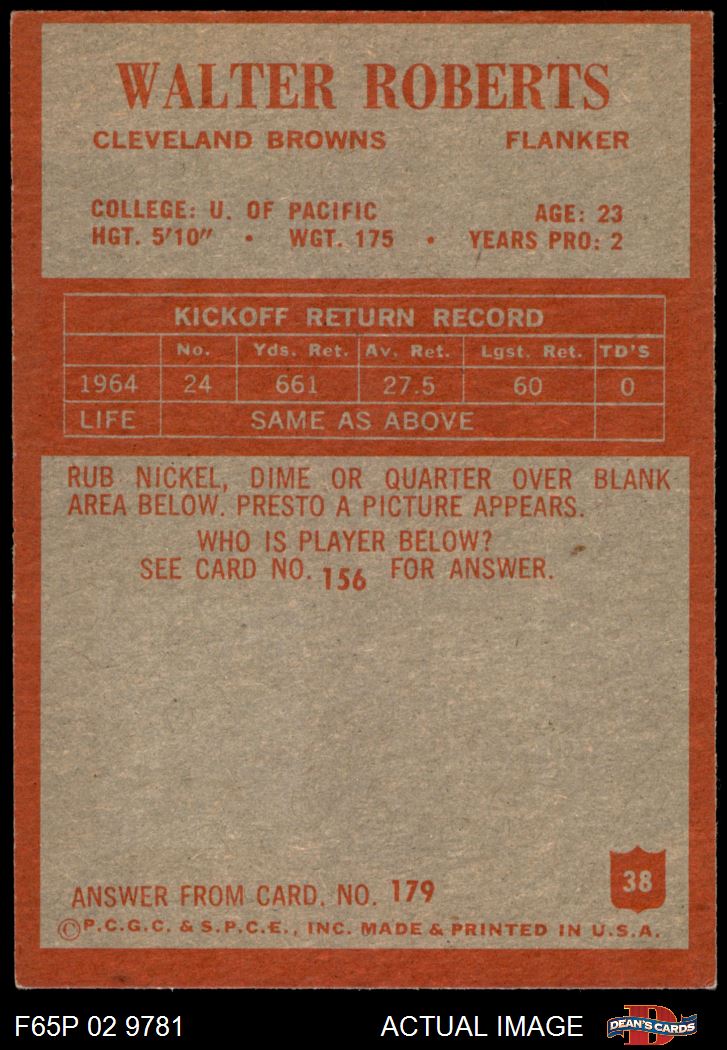 WALTER ROBERTS
CLEVELAND BROWNS FLANKER
COLLEGE: U. OF PACIFIC AGE: 23
HGT. 5'10" • WGT. 175 • YEARS PRO: 2
KICKOFF RETURN RECORD
No. Yds. Ret. Av. Ret. Lgst. Ret. TD'S
1964 24 661 27.5 60 0
LIFE SAME AS ABOVE
RUB NICKEL, DIME OR QUARTER OVER BLANK
AREA BELOW. PRESTO A PICTURE APPEARS.
WHO IS PLAYER BELOW?
SEE CARD NO. 156 FOR ANSWER.
ANSWER FROM CARD. NO. 179
38
©P.C.G.C. & S.P.C.E., INC. MADE & PRINTED IN U.S.A.
F65P 02 9781 ACTUAL IMAGE D DEAN'S CARDS